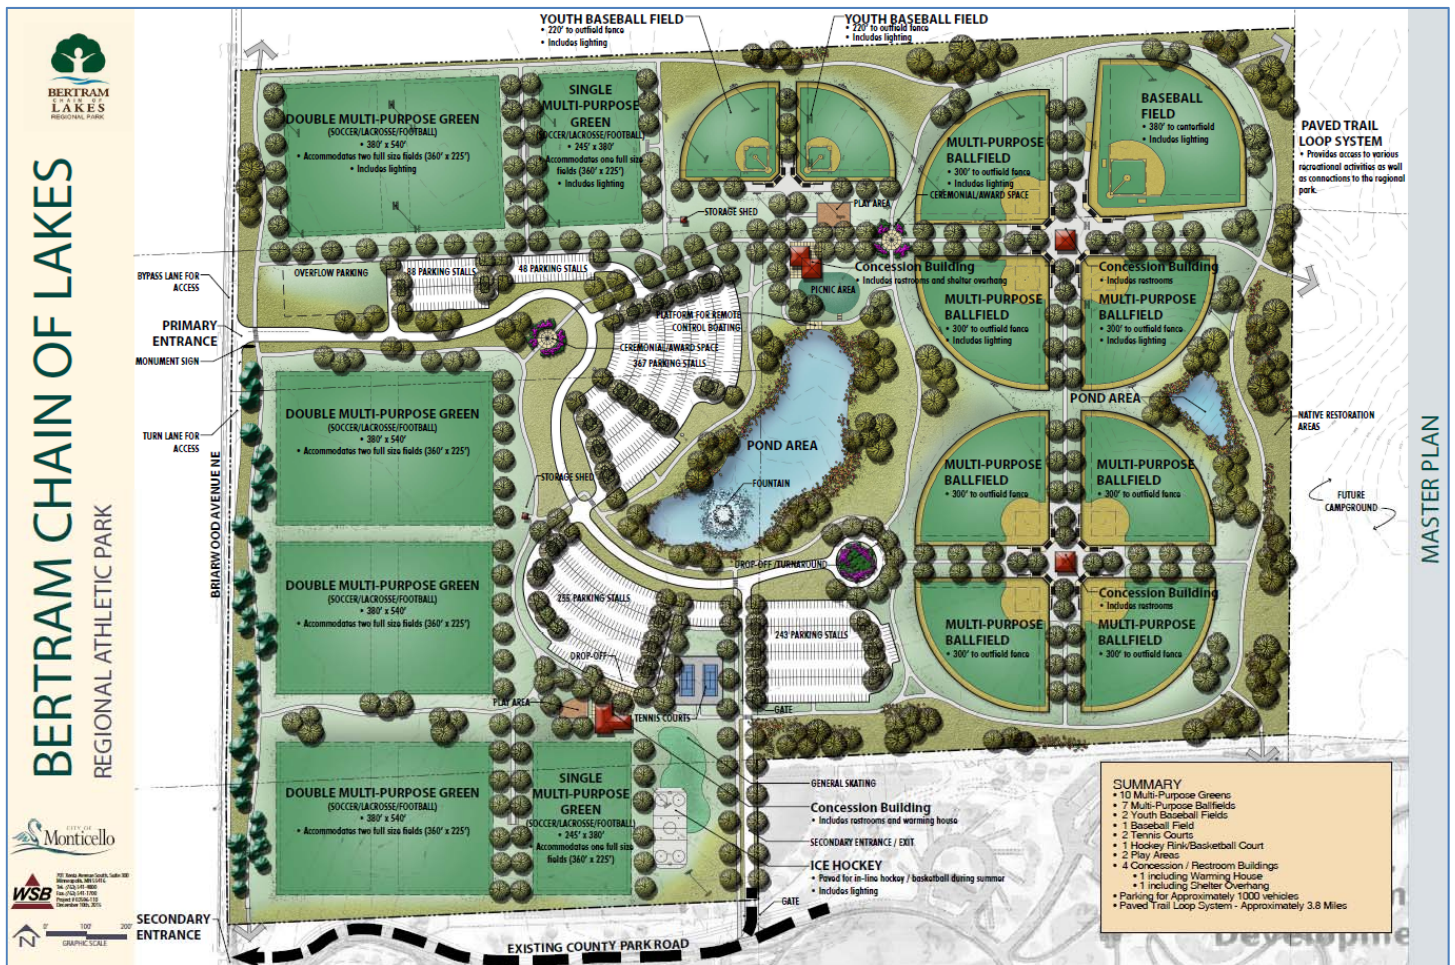 BERTRAM
CHAIN OF
LAKES
REGIONAL PARK
BERTRAM CHAIN OF LAKES
REGIONAL ATHLETIC PARK
CITY OF
Monticello
WSB
N
0' 100' 200'
GRAPHIC SCALE
YOUTH BASEBALL FIELD
• 220' to outfield fence
• Includes lighting
YOUTH BASEBALL FIELD
• 220' to outfield fence
• Includes lighting
DOUBLE MULTI-PURPOSE GREEN
(SOCCER/LACROSSE/FOOTBALL)
• 380' x 540'
• Accommodates two full size fields (360' x 225')
• Includes lighting
SINGLE
MULTI-PURPOSE
GREEN
(SOCCER/LACROSSE/FOOTBALL)
• 245' x 380'
• Accommodates one full size
fields (360' x 225')
• Includes lighting
MULTI-PURPOSE
BALLFIELD
• 300' to outfield fence
• Includes lighting
BASEBALL
FIELD
• 380' to centerfield
• Includes lighting
PAVED TRAIL
LOOP SYSTEM
• Provides access to various
recreational activities as well
as connections to the regional
park.
STORAGE SHED
PLAY AREA
CEREMONIAL/AWARD SPACE
BYPASS LANE FOR
ACCESS
OVERFLOW PARKING
88 PARKING STALLS
48 PARKING STALLS
Concession Building
• Includes restrooms and shelter overhang
PICNIC AREA
Concession Building
• Includes restrooms
MULTI-PURPOSE
BALLFIELD
• 300' to outfield fence
• Includes lighting
MULTI-PURPOSE
BALLFIELD
• 300' to outfield fence
• Includes lighting
PLATFORM FOR REMOTE
CONTROL BOATING
PRIMARY
ENTRANCE
MONUMENT SIGN
CEREMONIAL/AWARD SPACE
367 PARKING STALLS
POND AREA
TURN LANE FOR
ACCESS
BRIARWOOD AVENUE NE
DOUBLE MULTI-PURPOSE GREEN
(SOCCER/LACROSSE/FOOTBALL)
• 380' x 540'
• Accommodates two full size fields (360' x 225')
POND AREA
FOUNTAIN
STORAGE SHED
NATIVE RESTORATION
AREAS
MULTI-PURPOSE
BALLFIELD
• 300' to outfield fence
MULTI-PURPOSE
BALLFIELD
• 300' to outfield fence
FUTURE
CAMPGROUND
MASTER PLAN
DROP-OFF/TURNAROUND
DOUBLE MULTI-PURPOSE GREEN
(SOCCER/LACROSSE/FOOTBALL)
• 380' x 540'
• Accommodates two full size fields (360' x 225')
PARKING STALLS
243 PARKING STALLS
Concession Building
• Includes restrooms
MULTI-PURPOSE
BALLFIELD
• 300' to outfield fence
MULTI-PURPOSE
BALLFIELD
• 300' to outfield fence
DROP-OFF
PLAY AREA
TENNIS COURTS
GATE
DOUBLE MULTI-PURPOSE GREEN
(SOCCER/LACROSSE/FOOTBALL)
• 380' x 540'
• Accommodates two full size fields (360' x 225')
SINGLE
MULTI-PURPOSE
GREEN
(SOCCER/LACROSSE/FOOTBALL)
• 245' x 380'
• Accommodates one full size
fields (360' x 225')
GENERAL SKATING
Concession Building
• Includes restrooms and warming house
SECONDARY ENTRANCE / EXIT
ICE HOCKEY
• Paved for in-line hockey / basketball during summer
• Includes lighting
GATE
SECONDARY
ENTRANCE
EXISTING COUNTY PARK ROAD
SUMMARY
• 10 Multi-Purpose Greens
• 7 Multi-Purpose Ballfields
• 2 Youth Baseball Fields
• 1 Baseball Field
• 2 Tennis Courts
• 1 Hockey Rink/Basketball Court
• 2 Play Areas
• 4 Concession / Restroom Buildings
• 1 including Warming House
• 1 including Shelter Overhang
• Parking for Approximately 1000 vehicles
• Paved Trail Loop System - Approximately 3.8 Miles